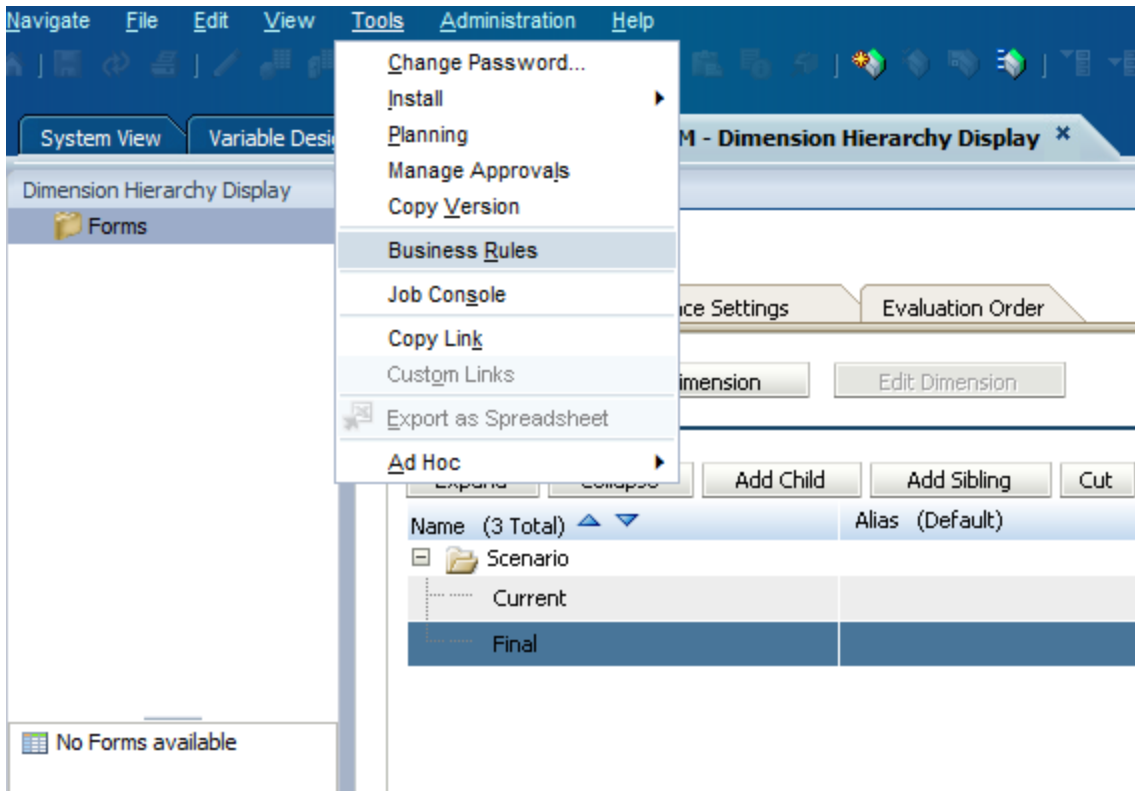 Navigate File Edit View Tools Administration Help
Change Password...
Install
Planning
Manage Approvals
Copy Version
Business Rules
Job Console
Copy Link
Custom Links
Export as Spreadsheet
Ad Hoc
System View Variable M - Dimension Hierarchy Display
Dimension Hierarchy Display
Forms
Settings Evaluation Order
Edit Dimension
Add Child Add Sibling Cut
Name (3 Total) Alias (Default)
Scenario
Current
Final
No Forms available